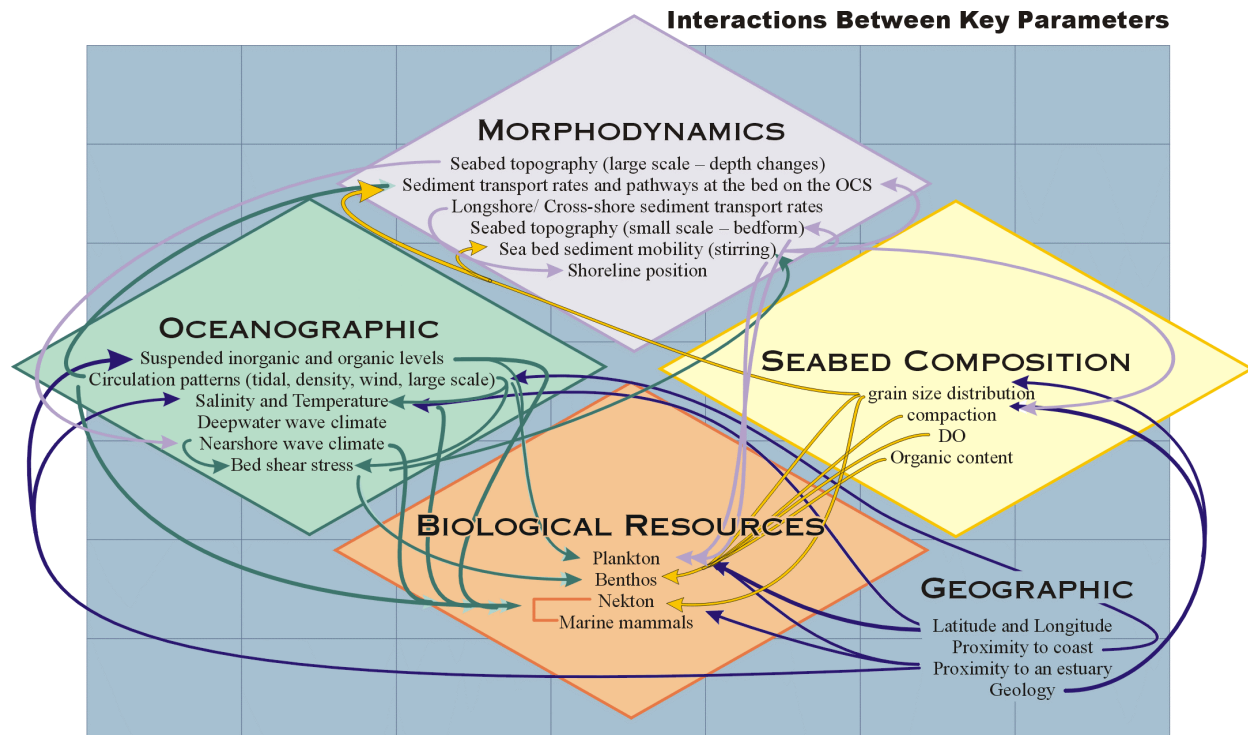 Interactions Between Key Parameters
MORPHODYNAMICS
Seabed topography (large scale – depth changes)
Sediment transport rates and pathways at the bed on the OCS
Longshore/ Cross-shore sediment transport rates
Seabed topography (small scale – bedform)
Sea bed sediment mobility (stirring)
Shoreline position
OCEANOGRAPHIC
Suspended inorganic and organic levels
Circulation patterns (tidal, density, wind, large scale)
Salinity and Temperature
Deepwater wave climate
Nearshore wave climate
Bed shear stress
SEABED COMPOSITION
grain size distribution
compaction
DO
Organic content
BIOLOGICAL RESOURCES
Plankton
Benthos
Nekton
Marine mammals
GEOGRAPHIC
Latitude and Longitude
Proximity to coast
Proximity to an estuary
Geology